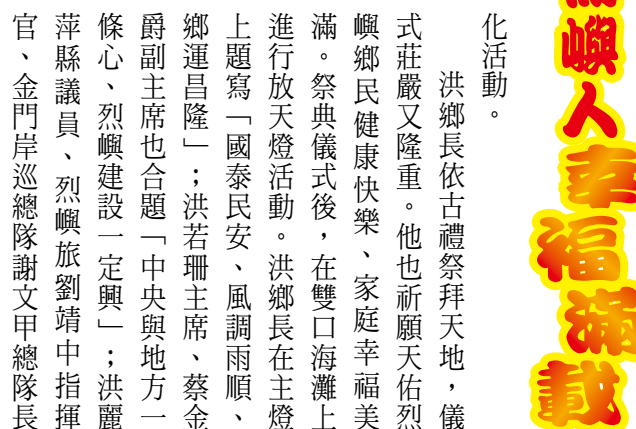 嶼人幸福滿載
化活動。
洪鄉長依古禮祭拜天地，儀
式莊嚴又隆重。他也祈願天佑烈
嶼鄉民健康快樂、家庭幸福美
滿。祭典儀式後，在雙口海灘上
進行放天燈活動。洪鄉長在主燈
上題寫「國泰民安、風調雨順、
鄉運昌隆」；洪若珊主席、蔡金
爵副主席也合題「中央與地方一
條心、烈嶼建設一定興」；洪麗
萍縣議員、烈嶼旅劉靖中指揮
官、金門岸巡總隊謝文甲總隊長